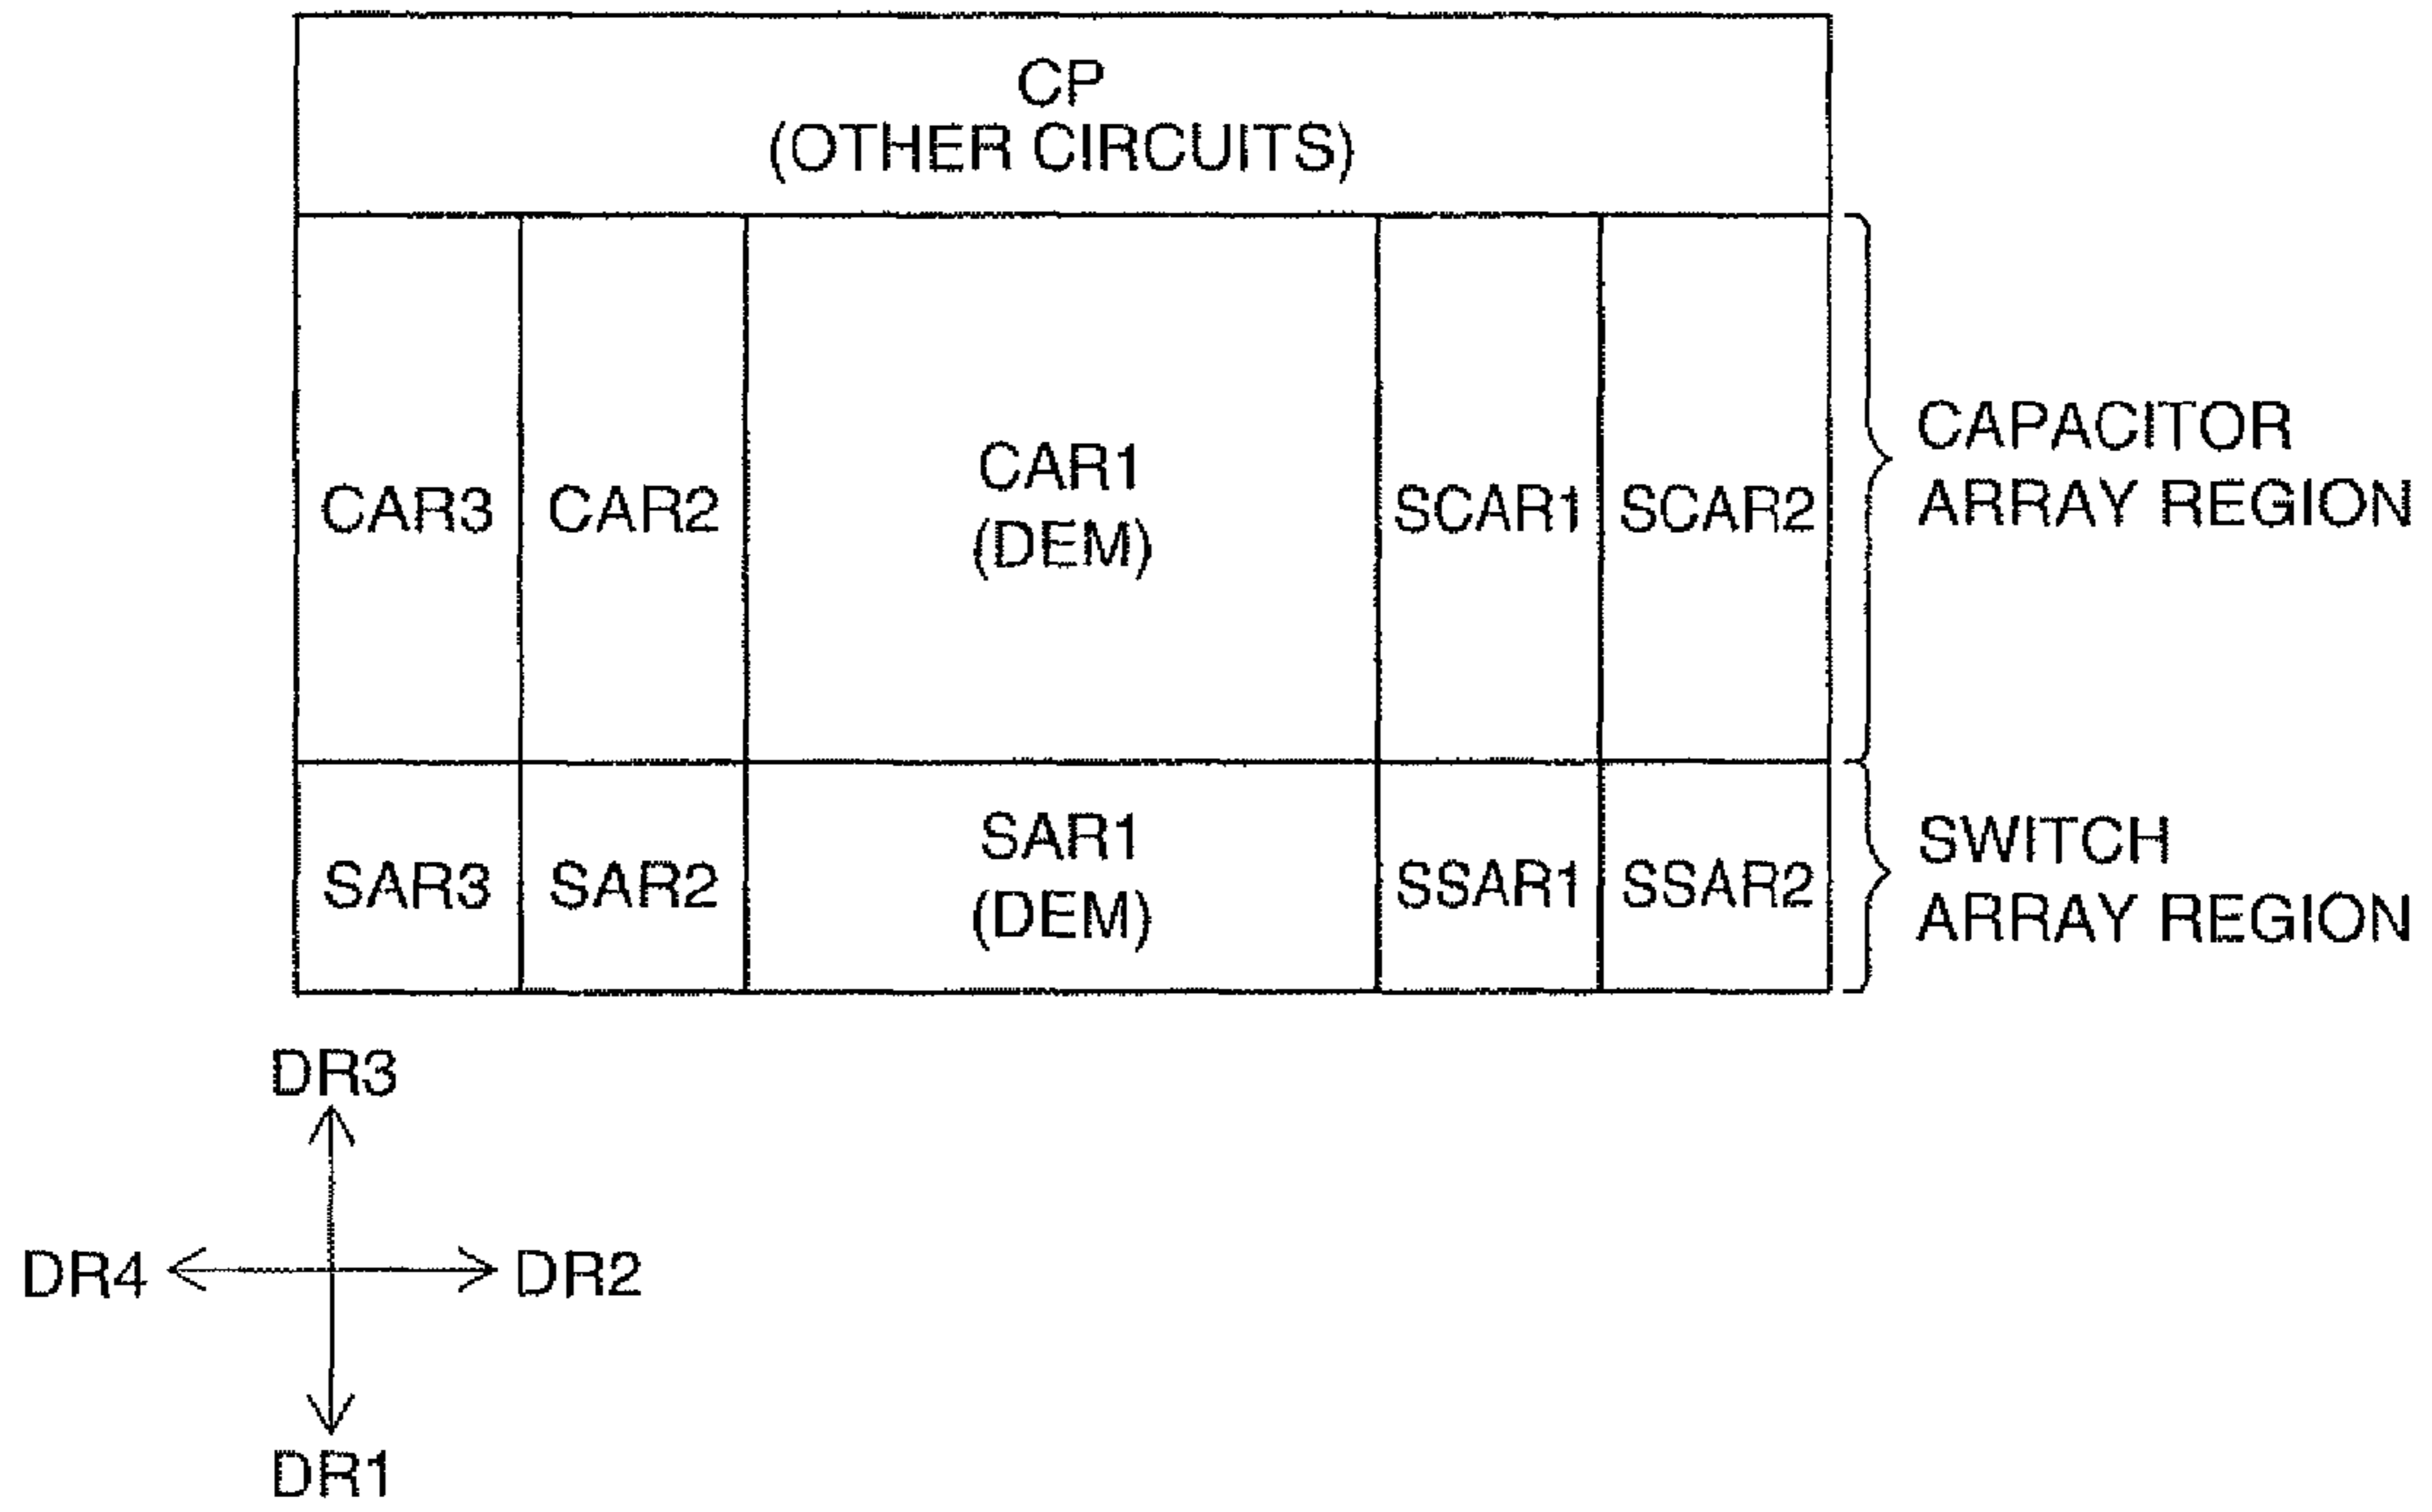 CP
(OTHER CIRCUITS)
CAR3
CAR2
CAR1
(DEM)
SCAR1
SCAR2
CAPACITOR
ARRAY REGION
SAR3
SAR2
SAR1
(DEM)
SSAR1
SSAR2
SWITCH
ARRAY REGION
DR3
DR4
DR2
DR1